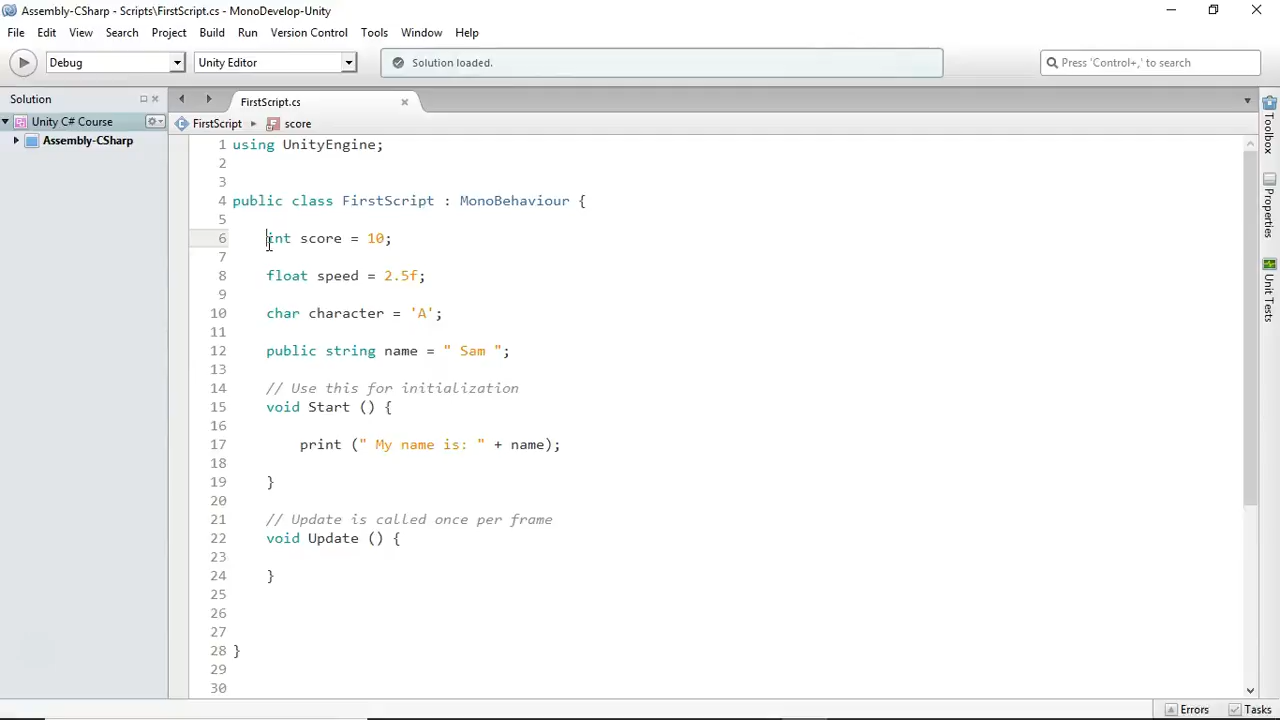 Assembly-CSharp - Scripts\FirstScript.cs - MonoDevelop-Unity
File Edit View Search Project Build Run Version Control Tools Window Help
Debug Unity Editor Solution loaded. Press 'Control+,' to search
Solution
Unity C# Course
Assembly-CSharp
FirstScript.cs
FirstScript score
1 using UnityEngine;
2
3
4 public class FirstScript : MonoBehaviour {
5
6 int score = 10;
7
8 float speed = 2.5f;
9
10 char character = 'A';
11
12 public string name = " Sam ";
13
14 // Use this for initialization
15 void Start () {
16
17 print (" My name is: " + name);
18
19 }
20
21 // Update is called once per frame
22 void Update () {
23
24 }
25
26
27
28 }
29
30
Toolbox
Properties
Unit Tests
Errors Tasks